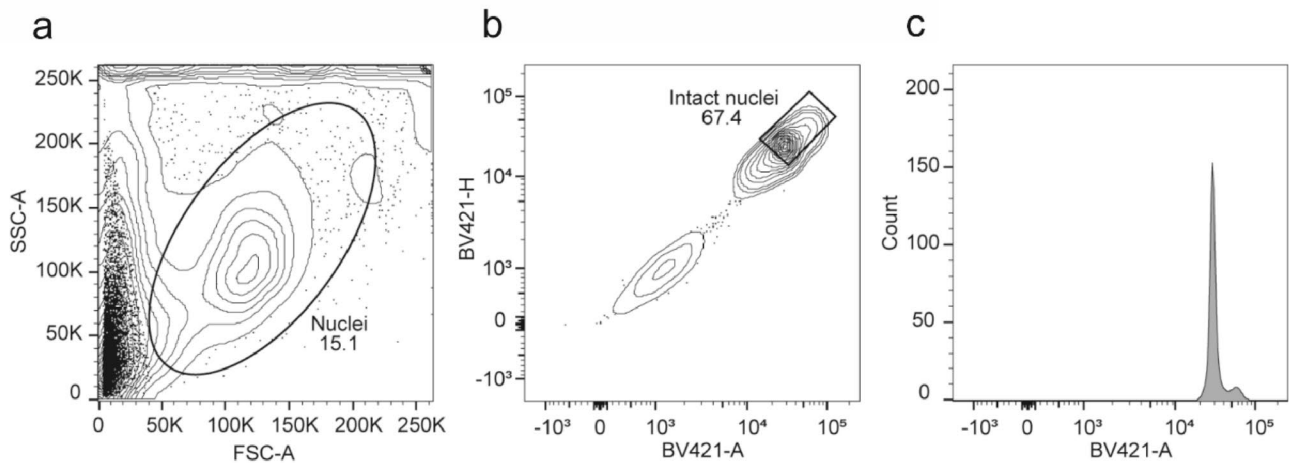 a
250K
200K
150K
100K
50K
0
SSC-A
Nuclei
15.1
0
50K
100K
150K
200K
250K
FSC-A
b
10⁵
10⁴
10³
0
-10³
BV421-H
Intact nuclei
67.4
-10³
0
10³
10⁴
10⁵
BV421-A
c
200
150
100
50
0
Count
-10³
0
10³
10⁴
10⁵
BV421-A